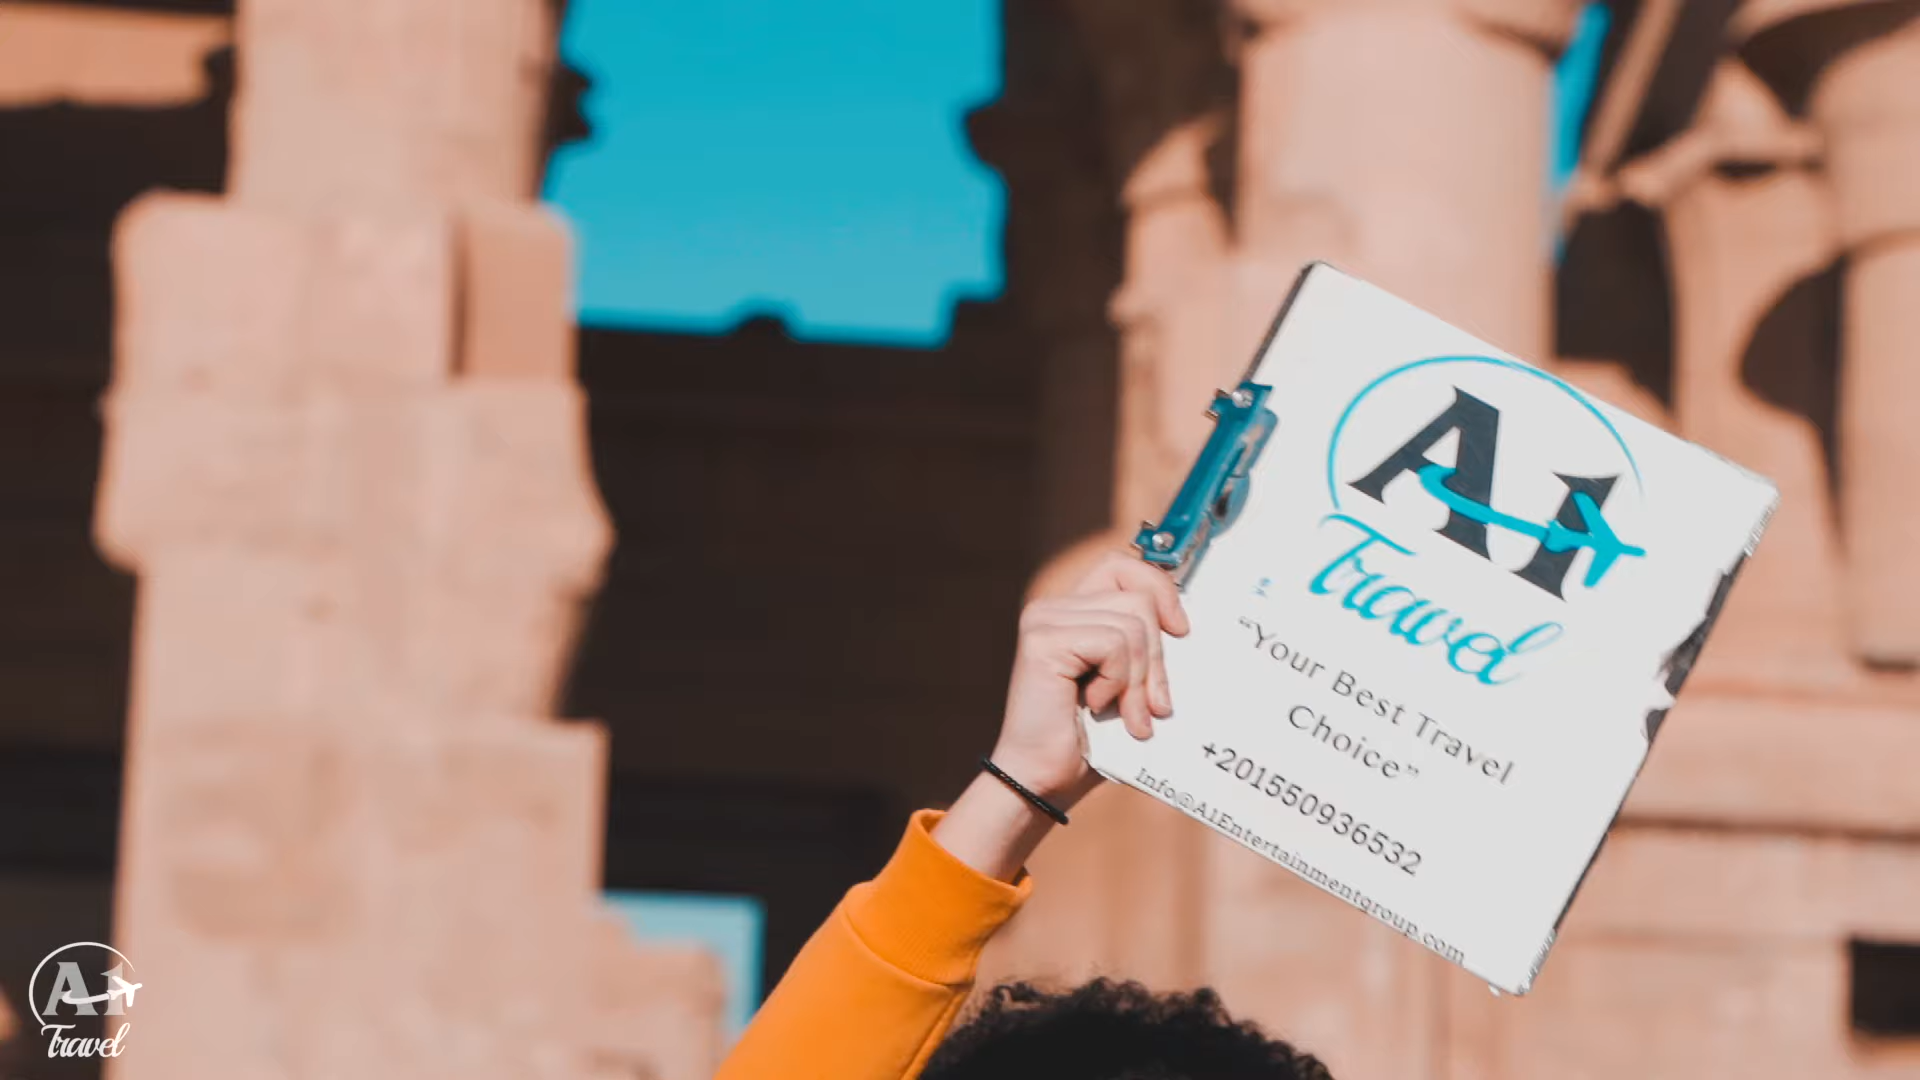 A1
Travel
“Your Best Travel
Choice”
+201550936532
Info@A1Entertainmentgroup.com
A1
Travel